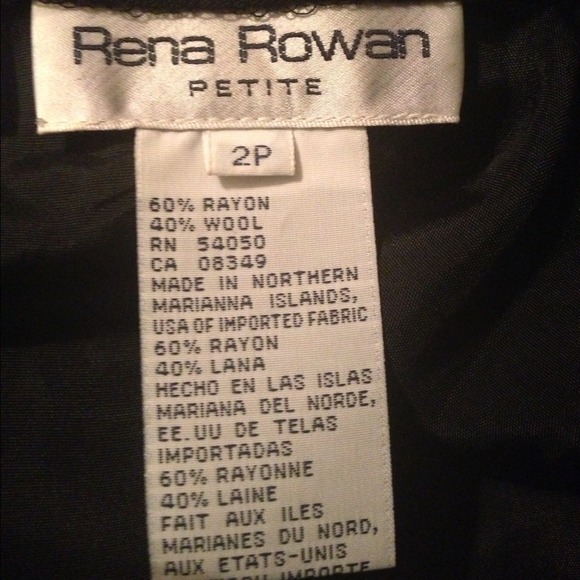 Rena Rowan
PETITE
2P
60% RAYON
40% WOOL
RN 54050
CA 08349
MADE IN NORTHERN
MARIANNA ISLANDS,
USA OF IMPORTED FABRIC
60% RAYON
40% LANA
HECHO EN LAS ISLAS
MARIANA DEL NORDE,
EE.UU DE TELAS
IMPORTADAS
60% RAYONNE
40% LAINE
FAIT AUX ILES
MARIANES DU NORD,
AUX ETATS-UNIS
IMPORTE